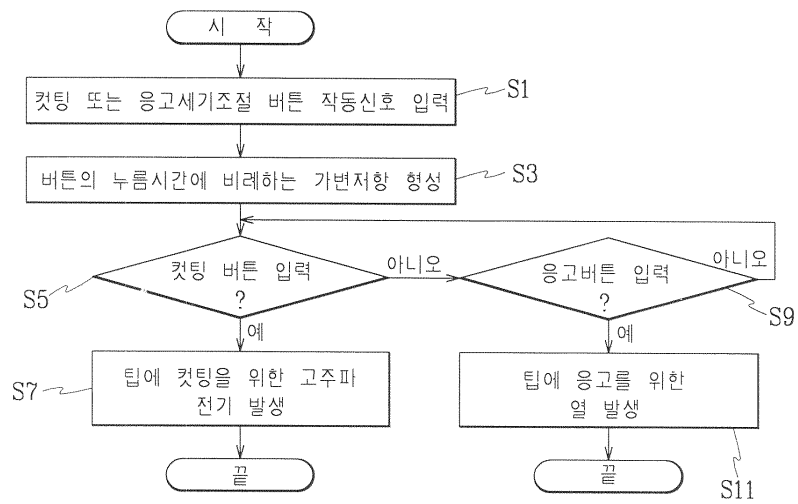 시 작
컷팅 또는 응고세기조절 버튼 작동신호 입력
S1
버튼의 누름시간에 비례하는 가변저항 형성
S3
컷팅 버튼 입력
?
S5
아니오
응고버튼 입력
?
아니오
S9
예
예
팁에 컷팅을 위한 고주파
전기 발생
S7
팁에 응고를 위한
열 발생
S11
끝
끝